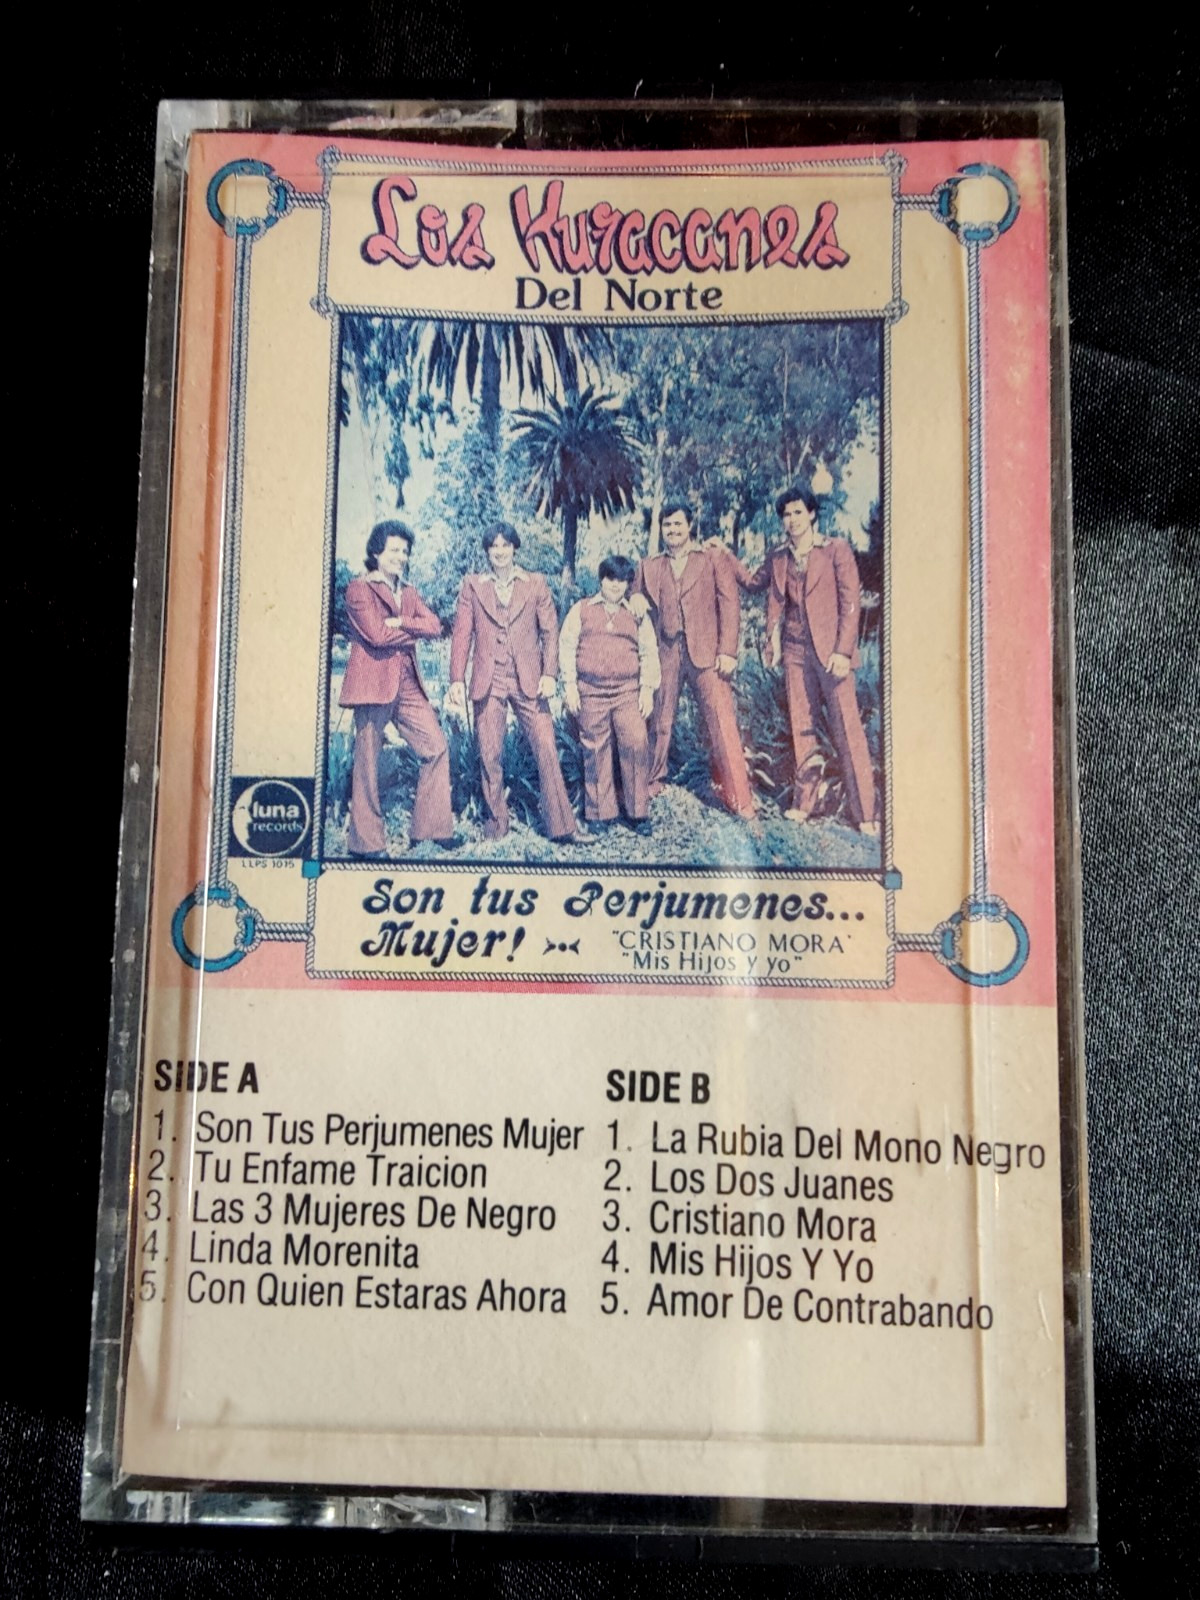 Los Huracanes
Del Norte
luna
records
LLPS 1015
Son tus Perjumenes...
Mujer! "CRISTIANO MORA"
"Mis Hijos y yo"
SIDE A
1. Son Tus Perjumenes Mujer
2. Tu Enfame Traicion
3. Las 3 Mujeres De Negro
4. Linda Morenita
5. Con Quien Estaras Ahora
SIDE B
1. La Rubia Del Mono Negro
2. Los Dos Juanes
3. Cristiano Mora
4. Mis Hijos Y Yo
5. Amor De Contrabando